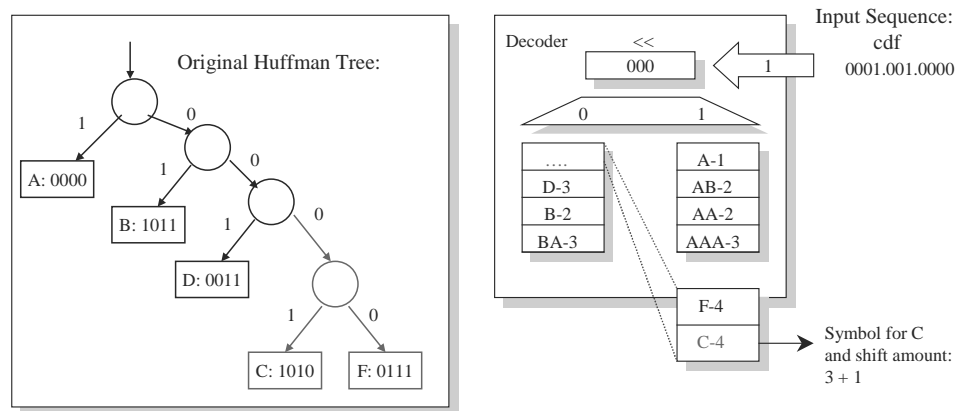 Original Huffman Tree:
1
0
A: 0000
1
0
B: 1011
1
0
D: 0011
1
0
C: 1010
F: 0111
Decoder
<<
000
1
Input Sequence:
cdf
0001.001.0000
0
1
....
D-3
B-2
BA-3
A-1
AB-2
AA-2
AAA-3
F-4
C-4
Symbol for C
and shift amount:
3 + 1